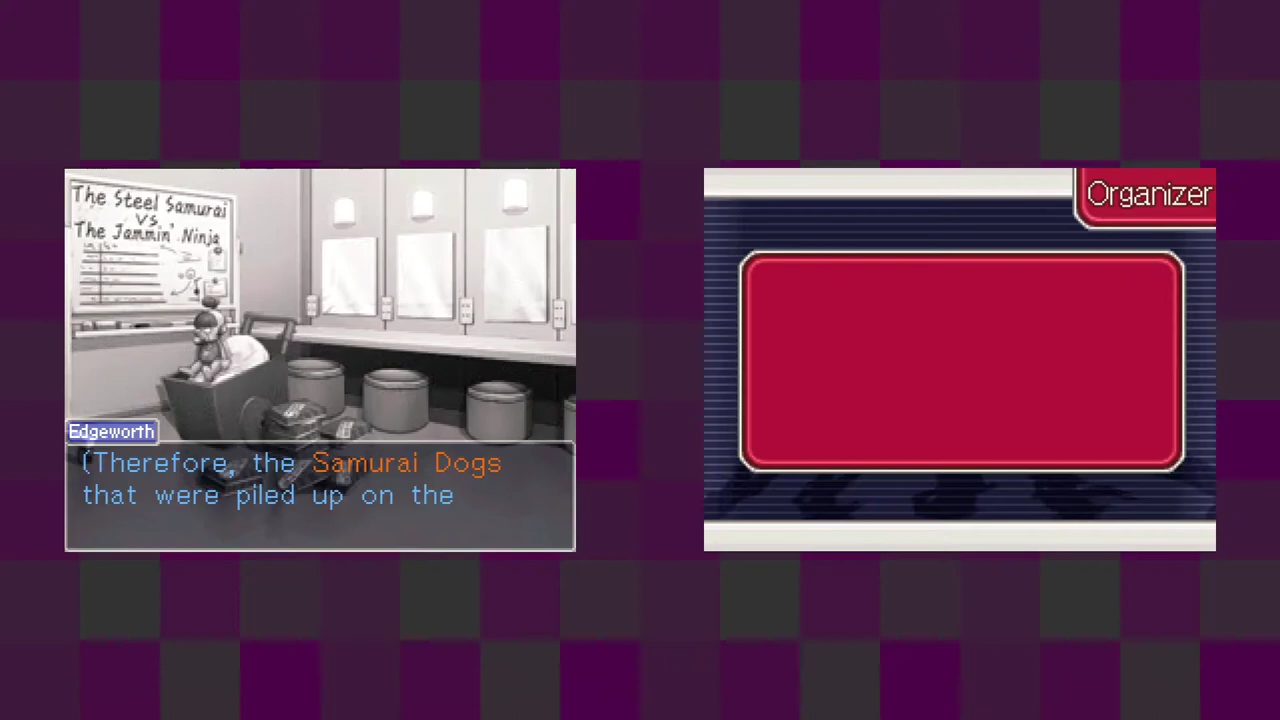 The Steel Samurai
vs.
The Jammin' Ninja
Edgeworth
(Therefore, the Samurai Dogs
that were piled up on the
Organizer